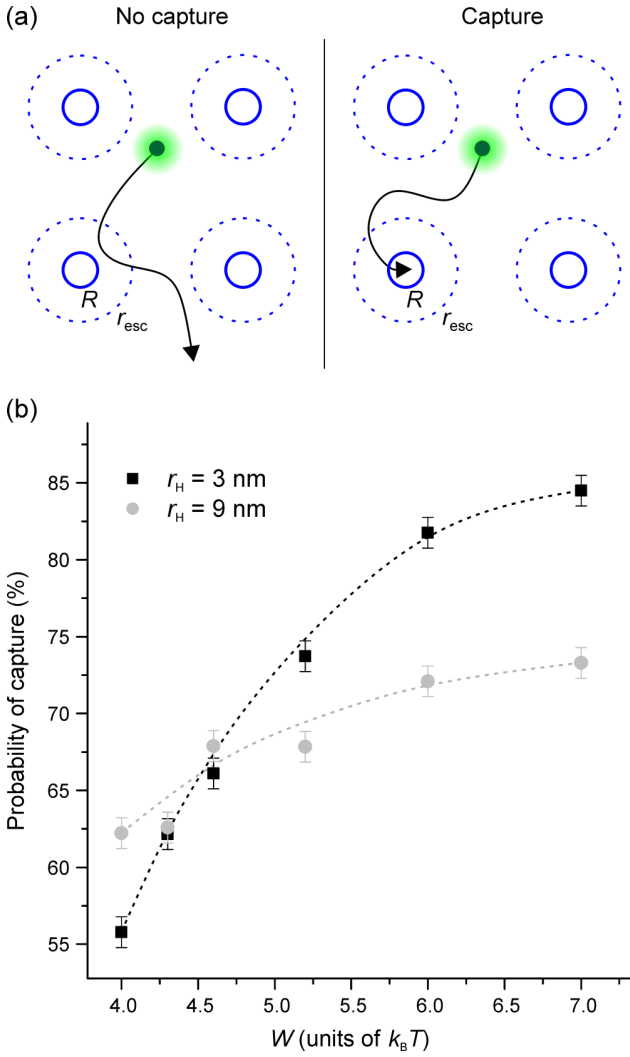 (a)
No capture
Capture
R
r_esc
R
r_esc
(b)
Probability of capture (%)
85
80
75
70
65
60
55
r_H = 3 nm
r_H = 9 nm
4.0 4.5 5.0 5.5 6.0 6.5 7.0
W (units of k_BT)